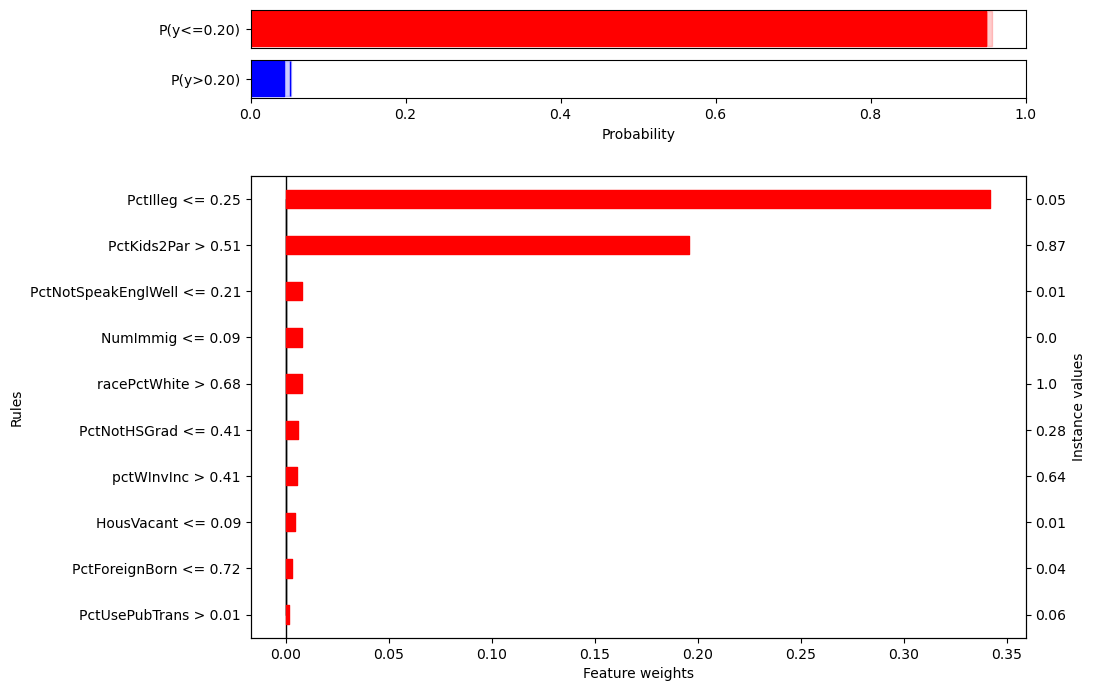 P(y<=0.20)
P(y>0.20)
0.0 0.2 0.4 0.6 0.8 1.0
Probability
Rules
PctIlleg <= 0.25 0.05
PctKids2Par > 0.51 0.87
PctNotSpeakEnglWell <= 0.21 0.01
NumImmig <= 0.09 0.0
racePctWhite > 0.68 1.0
PctNotHSGrad <= 0.41 0.28
pctWInvInc > 0.41 0.64
HousVacant <= 0.09 0.01
PctForeignBorn <= 0.72 0.04
PctUsePubTrans > 0.01 0.06
Instance values
0.00 0.05 0.10 0.15 0.20 0.25 0.30 0.35
Feature weights